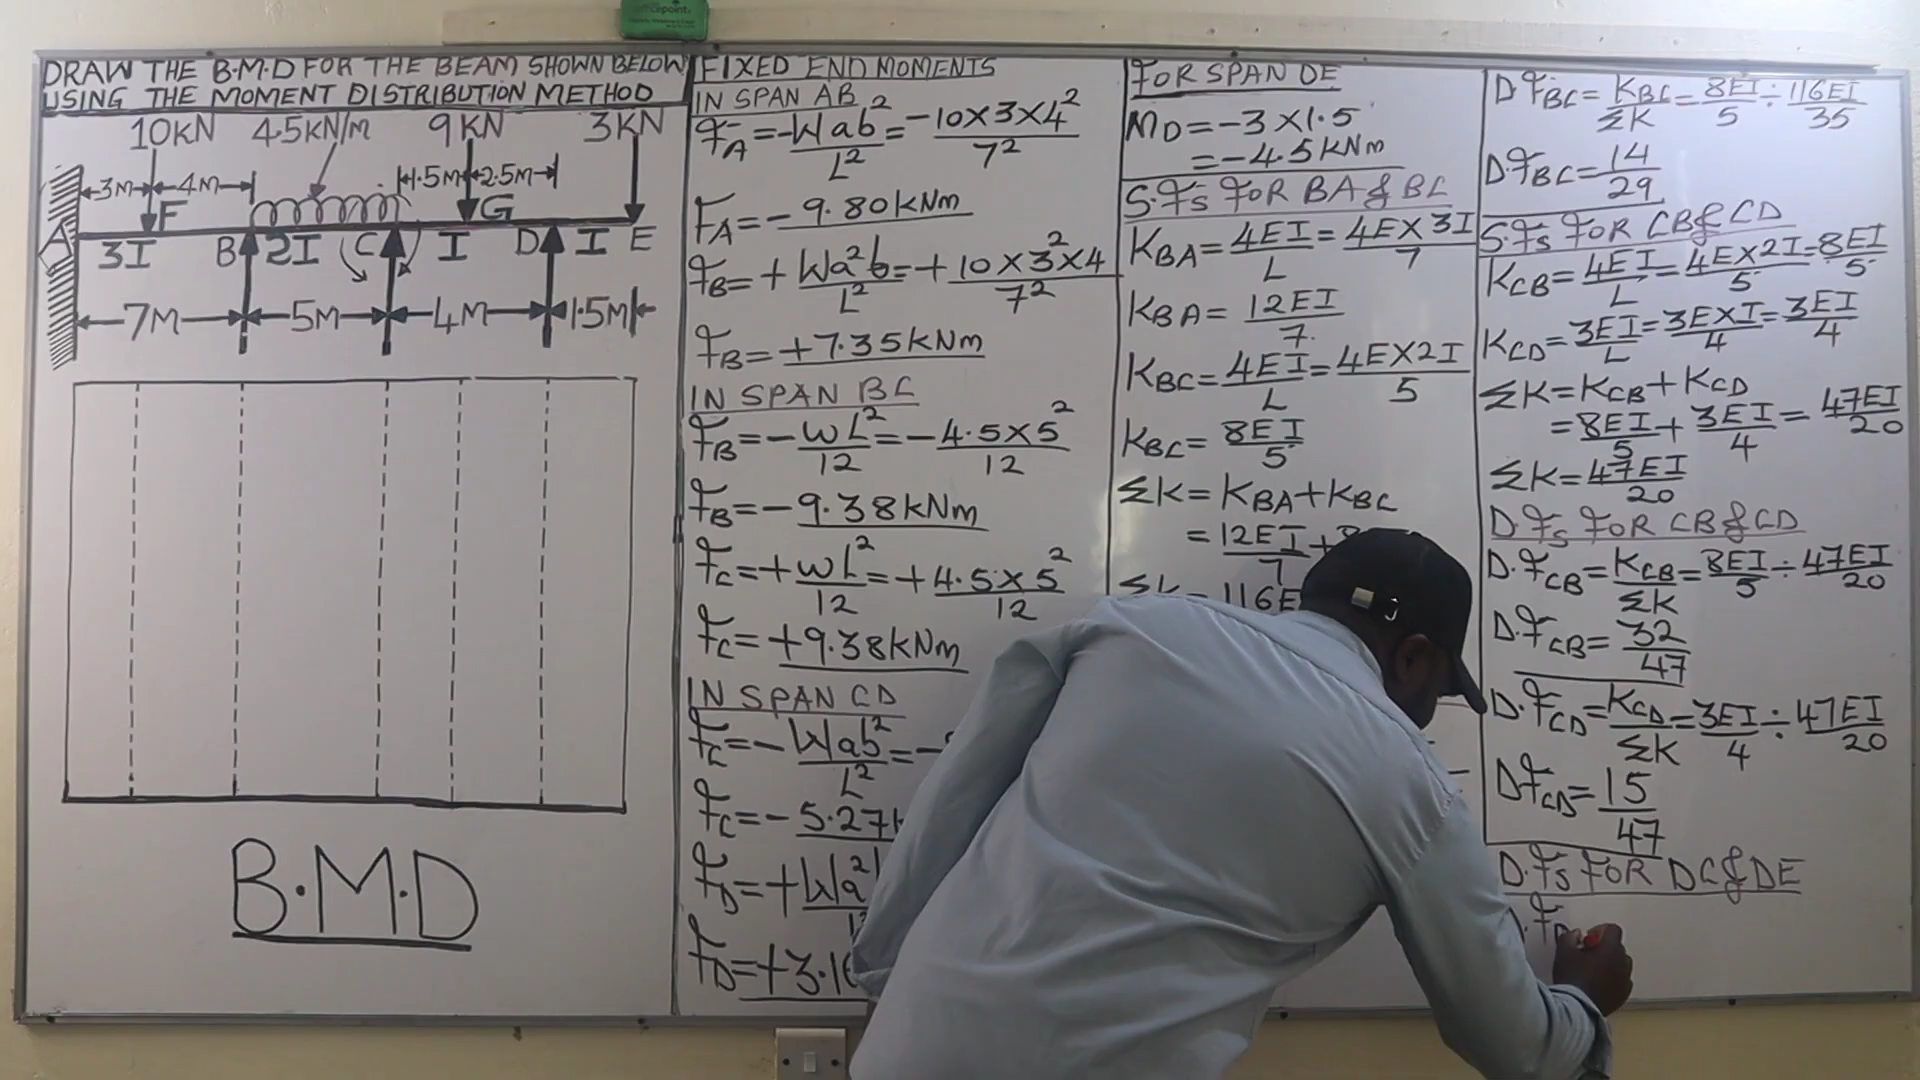 DRAW THE B.M.D FOR THE BEAM SHOWN BELOW
USING THE MOMENT DISTRIBUTION METHOD
10KN 4.5KN/M 9KN 3KN
3M 4M 1.5M 2.5M
F G
A 3I B 2I C I D I E
7M 5M 4M 1.5M
B.M.D
FIXED END MOMENTS
IN SPAN AB
FA = -Wab²/L² = -10×3×4²/7²
FA = -9.80kNm
FB = +Wa²b/L² = +10×3²×4/7²
FB = +7.35kNm
IN SPAN BC
FB = -wL²/12 = -4.5×5²/12
FB = -9.38kNm
FC = +wL²/12 = +4.5×5²/12
FC = +9.38kNm
IN SPAN CD
FC = -Wab²/L² = -
FC = -5.27
FD = +Wa²
FD = +3.1
FOR SPAN DE
MD = -3×1.5
= -4.5kNm
S.Fs FOR BA & BC
KBA = 4EI/L = 4E×3I/7
KBA = 12EI/7
KBC = 4EI/L = 4E×2I/5
KBC = 8EI/5
ΣK = KBA + KBC
= 12EI/7 + 8
ΣK = 116E
D.FBC = KBC/ΣK = 8EI/5 ÷ 116EI/35
D.FBC = 14/29
S.Fs FOR CB & CD
KCB = 4EI/L = 4E×2I/5 = 8EI/5
KCD = 3EI/L = 3E×I/4 = 3EI/4
ΣK = KCB + KCD
= 8EI/5 + 3EI/4 = 47EI/20
ΣK = 47EI/20
D.Fs FOR CB & CD
D.FCB = KCB/ΣK = 8EI/5 ÷ 47EI/20
D.FCB = 32/47
D.FCD = KCD/ΣK = 3EI/4 ÷ 47EI/20
DFCD = 15/47
D.Fs FOR DC & DE
D.FD